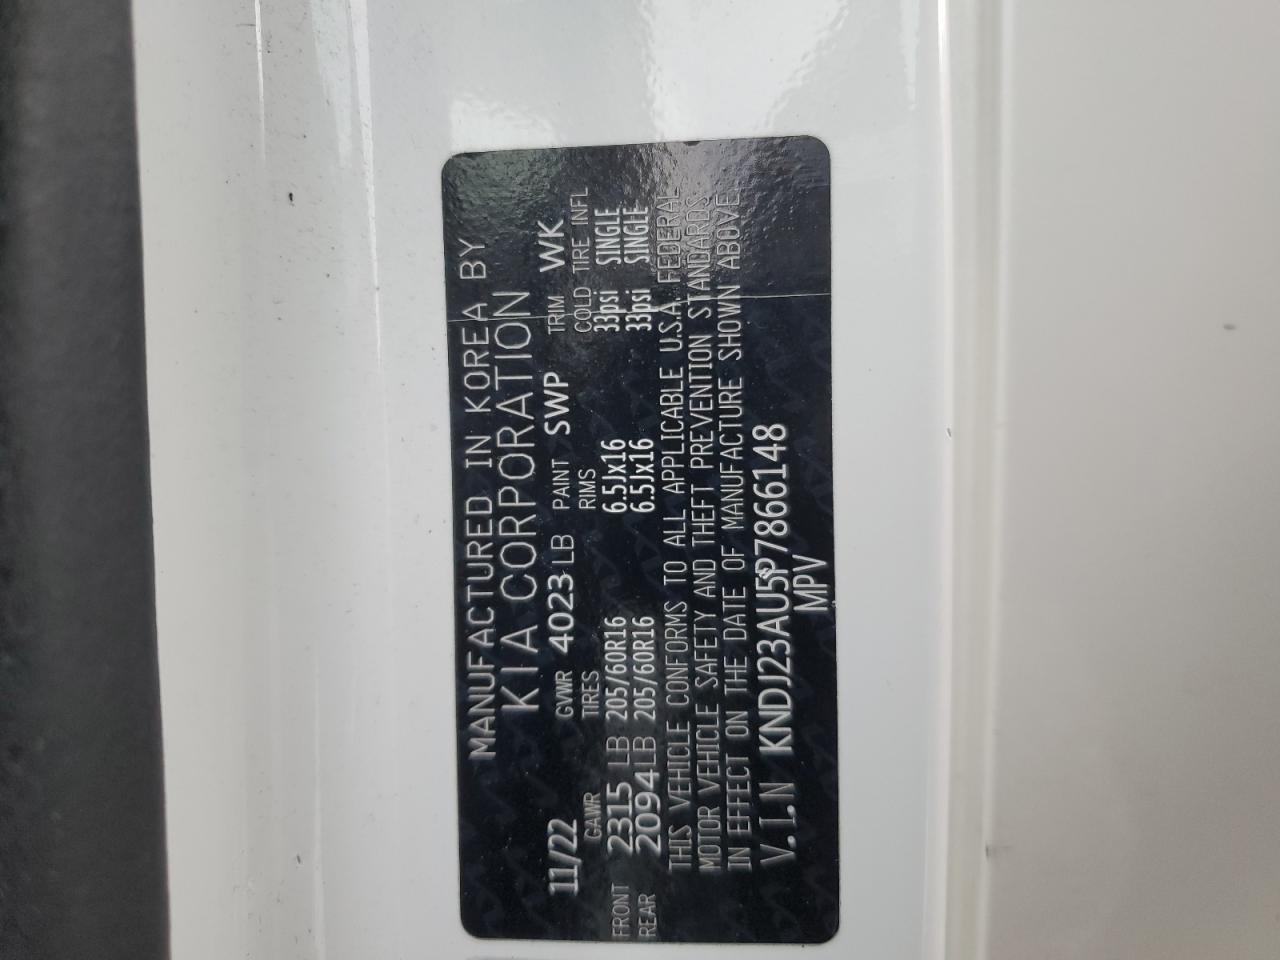 MANUFACTURED IN KOREA BY
KIA CORPORATION
11/22 GVWR 4023 LB PAINT SWP TRIM WK
GAWR TIRES RIMS COLD TIRE INFL
FRONT 2315 LB 205/60R16 6.5Jx16 33psi SINGLE
REAR 2094 LB 205/60R16 6.5Jx16 33psi SINGLE
THIS VEHICLE CONFORMS TO ALL APPLICABLE U.S.A. FEDERAL
MOTOR VEHICLE SAFETY AND THEFT PREVENTION STANDARDS
IN EFFECT ON THE DATE OF MANUFACTURE SHOWN ABOVE.
V.I.N KNDJ23AU5P7866148
MPV